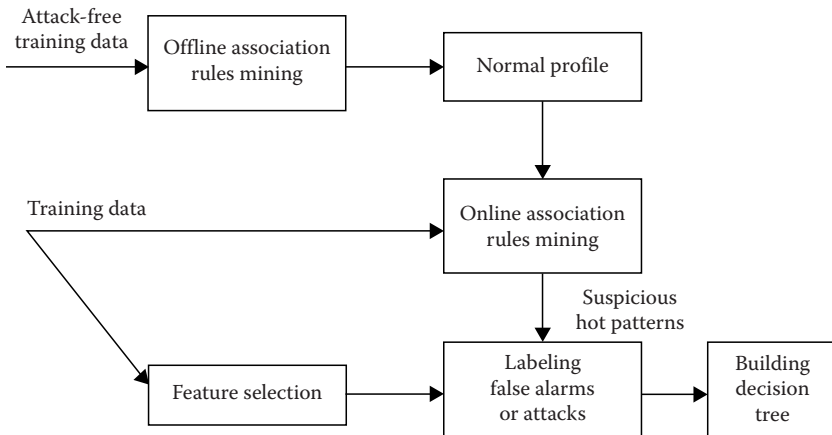 Attack-free
training data
Offline association
rules mining
Normal profile
Training data
Online association
rules mining
Suspicious
hot patterns
Feature selection
Labeling
false alarms
or attacks
Building
decision
tree